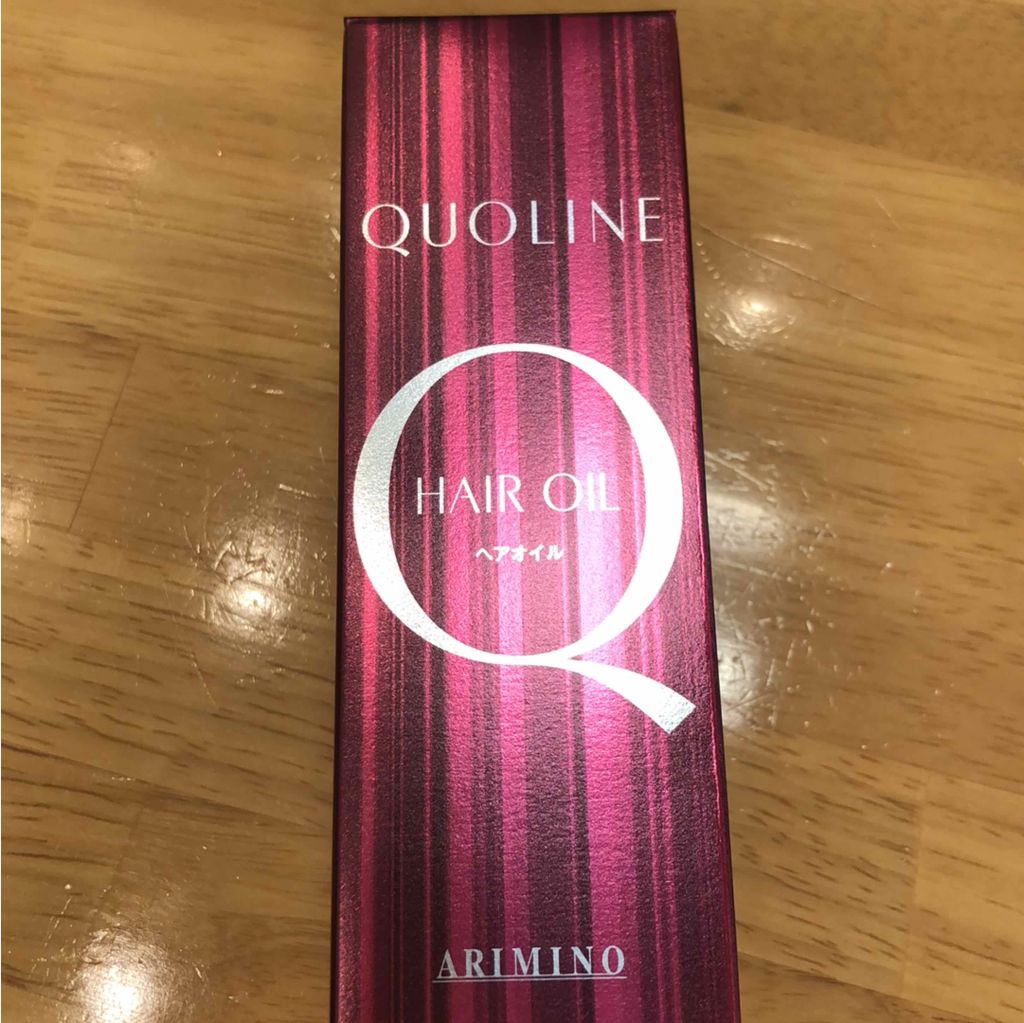 QUOLINE
Q
HAIR OIL
ヘアオイル
ARIMINO